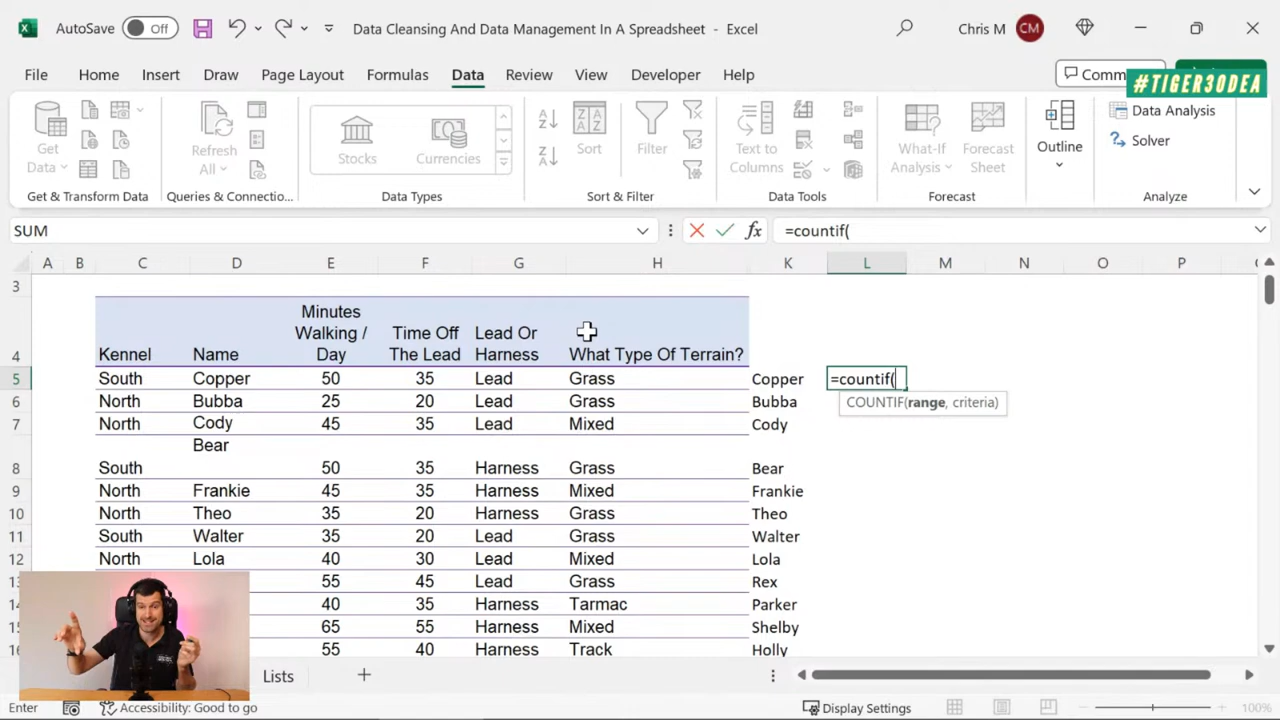 AutoSave Off Data Cleansing And Data Management In A Spreadsheet - Excel Chris M CM
File Home Insert Draw Page Layout Formulas Data Review View Developer Help Comm
#TIGER30DEA
Get Data
Refresh All
Stocks
Currencies
Sort
Filter
Text to Columns
What-If Analysis
Forecast Sheet
Outline
Data Analysis
Solver
Get & Transform Data Queries & Connectio... Data Types Sort & Filter Data Tools Forecast Analyze
SUM fx =countif(
A B C D E F G H K L M N O P
3
4 Kennel Name Minutes Walking / Day Time Off The Lead Lead Or Harness What Type Of Terrain?
5 South Copper 50 35 Lead Grass Copper =countif(
COUNTIF(range, criteria)
6 North Bubba 25 20 Lead Grass Bubba
7 North Cody 45 35 Lead Mixed Cody
8 South Bear 50 35 Harness Grass Bear
9 North Frankie 45 35 Harness Mixed Frankie
10 North Theo 35 20 Harness Grass Theo
11 South Walter 35 20 Lead Grass Walter
12 North Lola 40 30 Lead Mixed Lola
13 55 45 Lead Grass Rex
14 40 35 Harness Tarmac Parker
15 65 55 Harness Mixed Shelby
16 55 40 Harness Track Holly
Lists
Enter Accessibility: Good to go Display Settings 100%